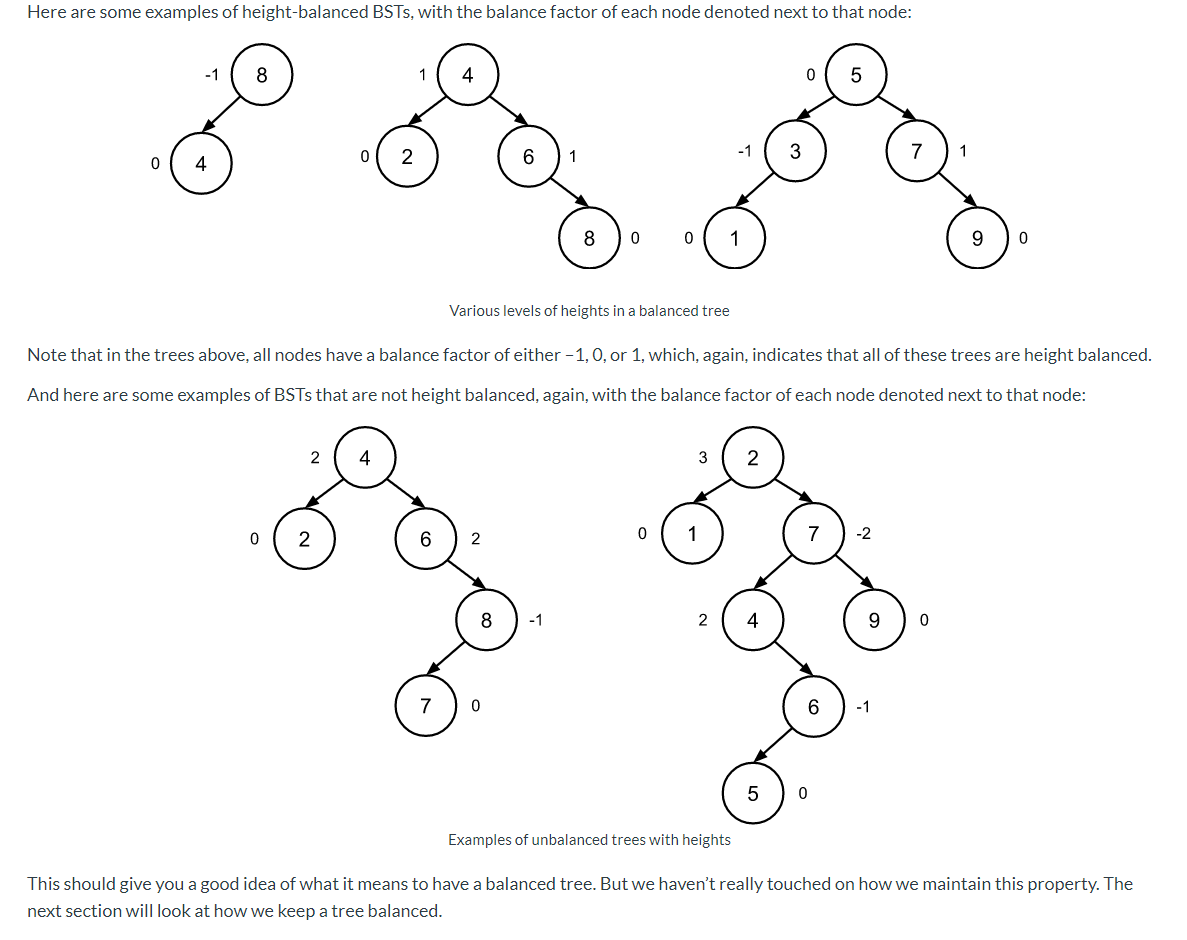 Here are some examples of height-balanced BSTs, with the balance factor of each node denoted next to that node:
-1 8 1 4 0 5
0 4 0 2 6 1 -1 3 7 1
8 0 0 1 9 0
Various levels of heights in a balanced tree
Note that in the trees above, all nodes have a balance factor of either −1, 0, or 1, which, again, indicates that all of these trees are height balanced.
And here are some examples of BSTs that are not height balanced, again, with the balance factor of each node denoted next to that node:
2 4 3 2
0 2 6 2 0 1 7 -2
8 -1 2 4 9 0
7 0 6 -1
5 0
Examples of unbalanced trees with heights
This should give you a good idea of what it means to have a balanced tree. But we haven’t really touched on how we maintain this property. The
next section will look at how we keep a tree balanced.